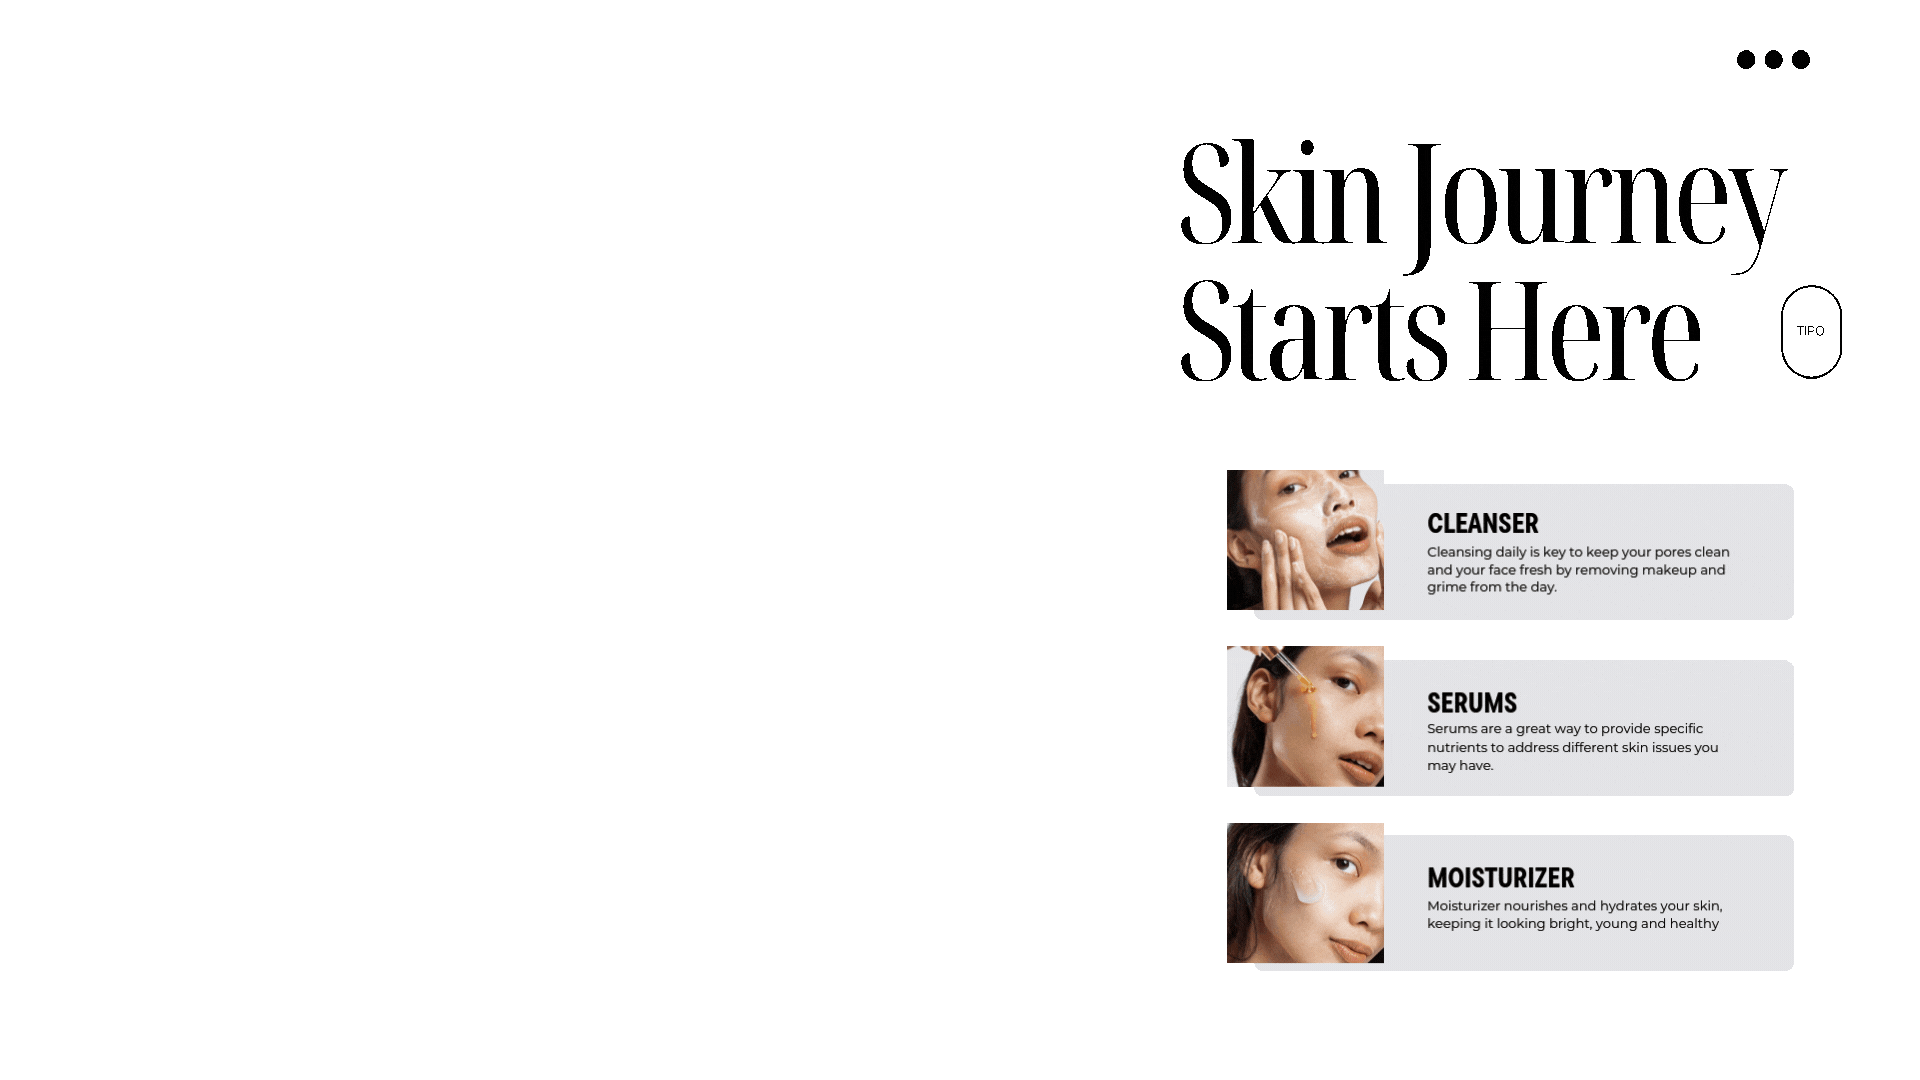 Skin Journey
Starts Here
TIPO
CLEANSER
Cleansing daily is key to keep your pores clean
and your face fresh by removing makeup and
grime from the day.
SERUMS
Serums are a great way to provide specific
nutrients to address different skin issues you
may have.
MOISTURIZER
Moisturizer nourishes and hydrates your skin,
keeping it looking bright, young and healthy